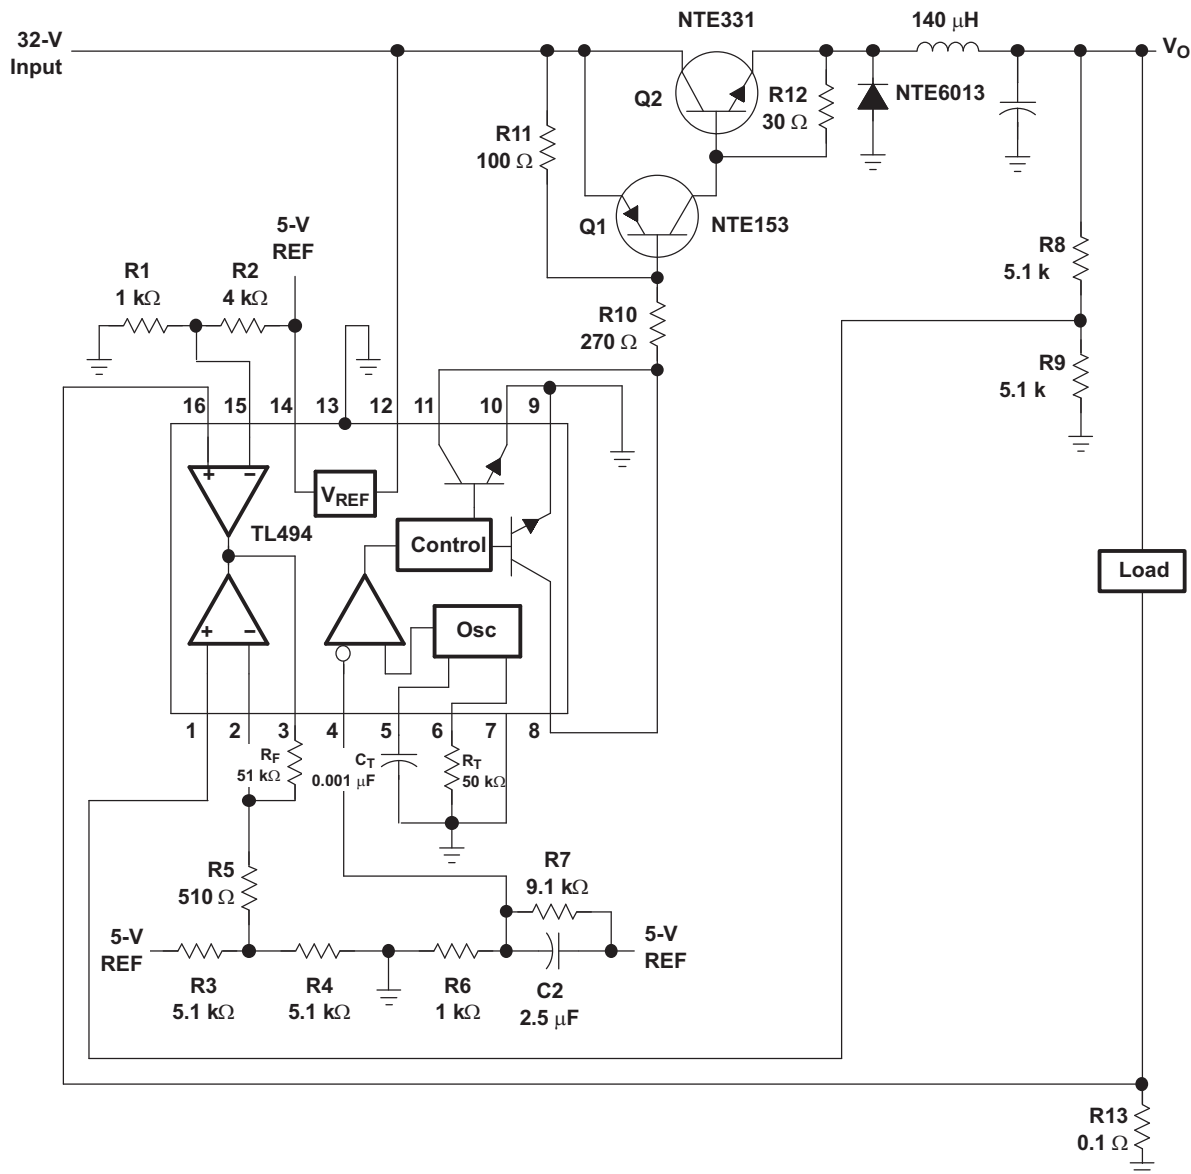 32-V
Input
NTE331
140 μH
VO
Q2
R12
30 Ω
NTE6013
R11
100 Ω
Q1
NTE153
5-V
REF
R1
1 kΩ
R2
4 kΩ
R8
5.1 k
R10
270 Ω
R9
5.1 k
16 15 14 13 12 11 10 9
+ −
VREF
TL494
Control
Load
+ −
Osc
1 2 3 4 5 6 7 8
RF
51 kΩ
CT
0.001 μF
RT
50 kΩ
R5
510 Ω
R7
9.1 kΩ
5-V
REF
5-V
REF
R3
5.1 kΩ
R4
5.1 kΩ
R6
1 kΩ
C2
2.5 μF
R13
0.1 Ω